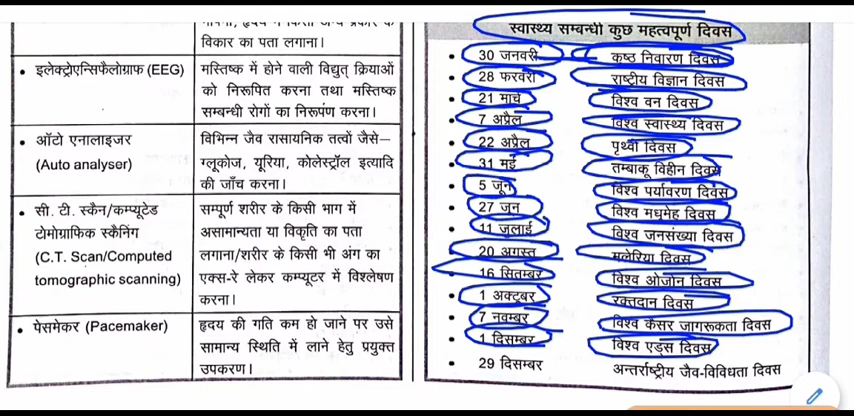 विकार का पता लगाना।
• इलेक्ट्रोएन्सिफैलोग्राफ (EEG)
मस्तिष्क में होने वाली विद्युत् क्रियाओं
को निरूपित करना तथा मस्तिष्क
सम्बन्धी रोगों का निरूपण करना।
• ऑटो एनालाइजर
(Auto analyser)
विभिन्न जैव रासायनिक तत्वों जैसे–
ग्लूकोज, यूरिया, कोलेस्ट्रॉल इत्यादि
की जाँच करना।
• सी. टी. स्कैन/कम्प्यूटेड
टोमोग्राफिक स्कैनिंग
(C.T. Scan/Computed
tomographic scanning)
सम्पूर्ण शरीर के किसी भाग में
असामान्यता या विकृति का पता
लगाना/शरीर के किसी भी अंग का
एक्स-रे लेकर कम्प्यूटर में विश्लेषण
करना।
• पेसमेकर (Pacemaker)
हृदय की गति कम हो जाने पर उसे
सामान्य स्थिति में लाने हेतु प्रयुक्त
उपकरण।
स्वास्थ्य सम्बन्धी कुछ महत्वपूर्ण दिवस
• 30 जनवरी कुष्ठ निवारण दिवस
• 28 फरवरी राष्ट्रीय विज्ञान दिवस
• 21 मार्च विश्व वन दिवस
• 7 अप्रैल विश्व स्वास्थ्य दिवस
• 22 अप्रैल पृथ्वी दिवस
• 31 मई तम्बाकू विहीन दिवस
• 5 जून विश्व पर्यावरण दिवस
• 27 जून विश्व मधुमेह दिवस
• 11 जुलाई विश्व जनसंख्या दिवस
• 20 अगस्त मलेरिया दिवस
• 16 सितम्बर विश्व ओजोन दिवस
• 1 अक्टूबर रक्तदान दिवस
• 7 नवम्बर विश्व कैंसर जागरूकता दिवस
• 1 दिसम्बर विश्व एड्स दिवस
• 29 दिसम्बर अन्तर्राष्ट्रीय जैव-विविधता दिवस